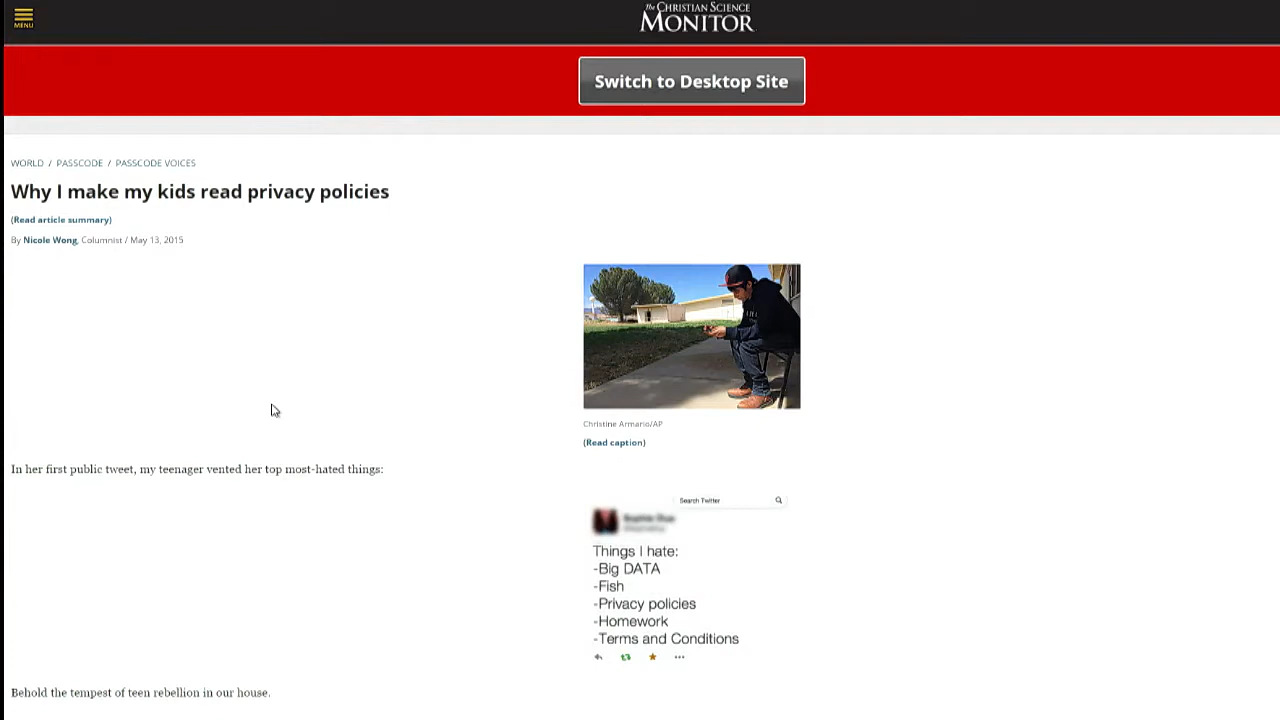 MENU
The CHRISTIAN SCIENCE
MONITOR
Switch to Desktop Site
WORLD / PASSCODE / PASSCODE VOICES
Why I make my kids read privacy policies
(Read article summary)
By Nicole Wong, Columnist / May 13, 2015
Christine Armario/AP
(Read caption)
In her first public tweet, my teenager vented her top most-hated things:
Search Twitter
Things I hate:
-Big DATA
-Fish
-Privacy policies
-Homework
-Terms and Conditions
Behold the tempest of teen rebellion in our house.